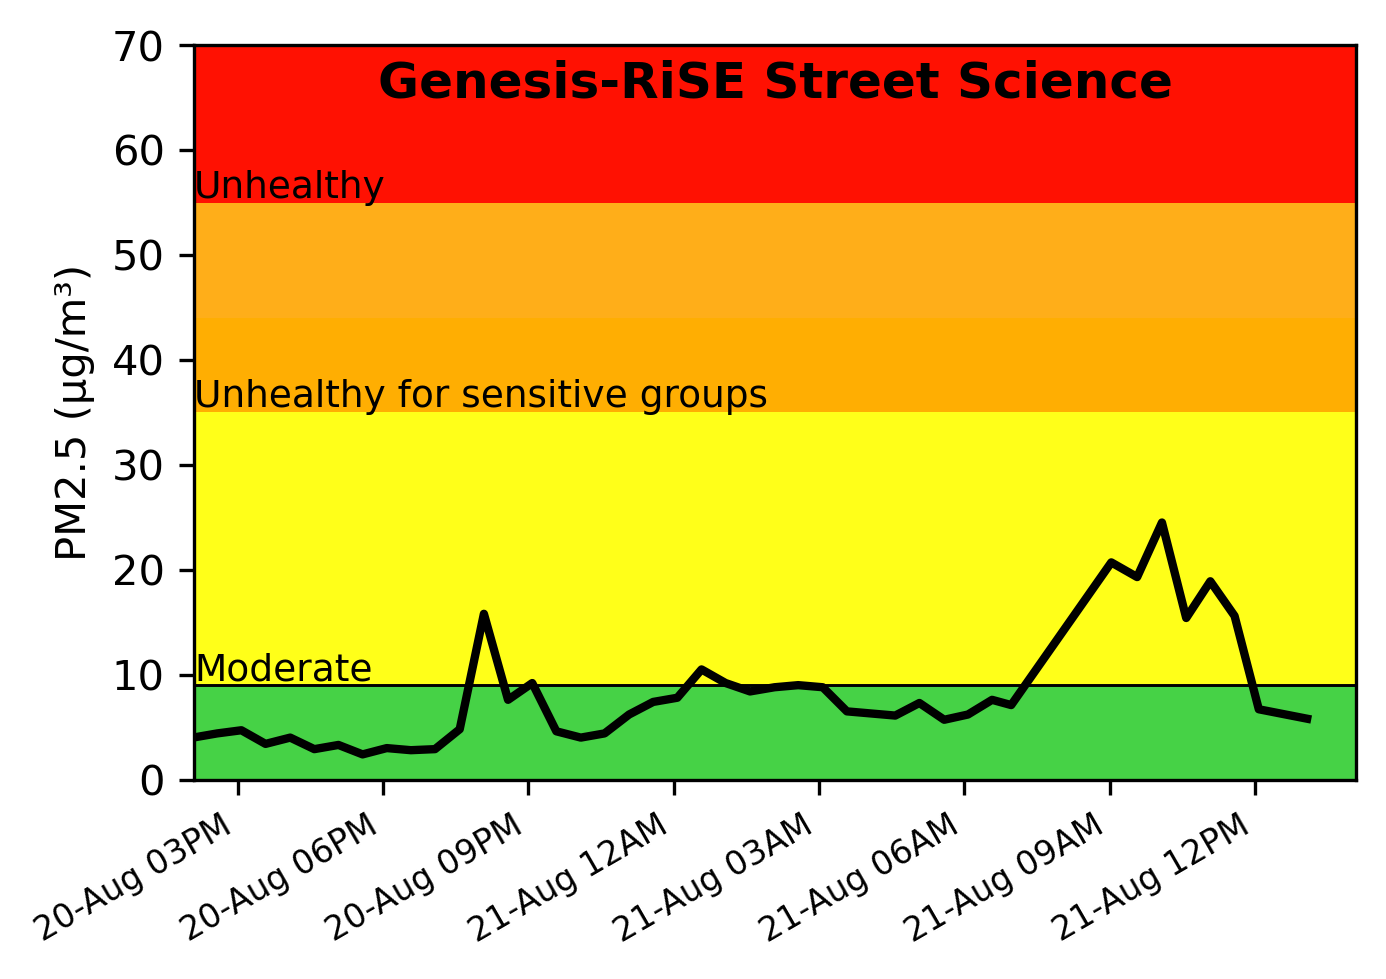 Genesis-RiSE Street Science
70
60
Unhealthy
50
40
Unhealthy for sensitive groups
30
20
Moderate
10
0
PM2.5 (µg/m³)
20-Aug 03PM
20-Aug 06PM
20-Aug 09PM
21-Aug 12AM
21-Aug 03AM
21-Aug 06AM
21-Aug 09AM
21-Aug 12PM